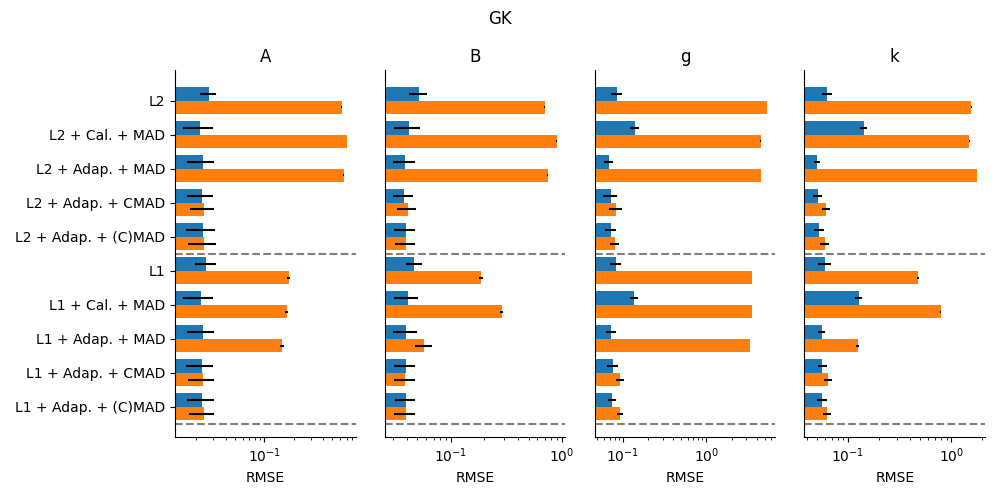 GK
A B g k
L2
L2 + Cal. + MAD
L2 + Adap. + MAD
L2 + Adap. + CMAD
L2 + Adap. + (C)MAD
L1
L1 + Cal. + MAD
L1 + Adap. + MAD
L1 + Adap. + CMAD
L1 + Adap. + (C)MAD
10⁻¹ 10⁻¹ 10⁰ 10⁻¹ 10⁰ 10⁻¹ 10⁰
RMSE RMSE RMSE RMSE